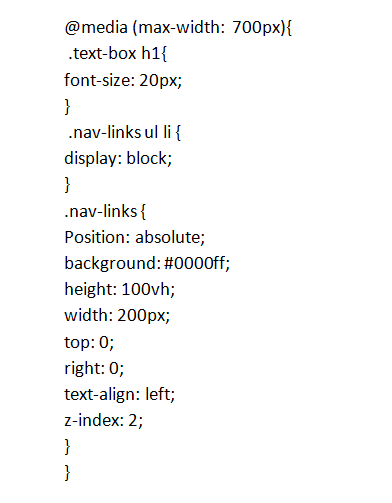 @media (max-width: 700px){
.text-box h1{
font-size: 20px;
}
.nav-links ul li {
display: block;
}
.nav-links {
Position: absolute;
background: #0000ff;
height: 100vh;
width: 200px;
top: 0;
right: 0;
text-align: left;
z-index: 2;
}
}